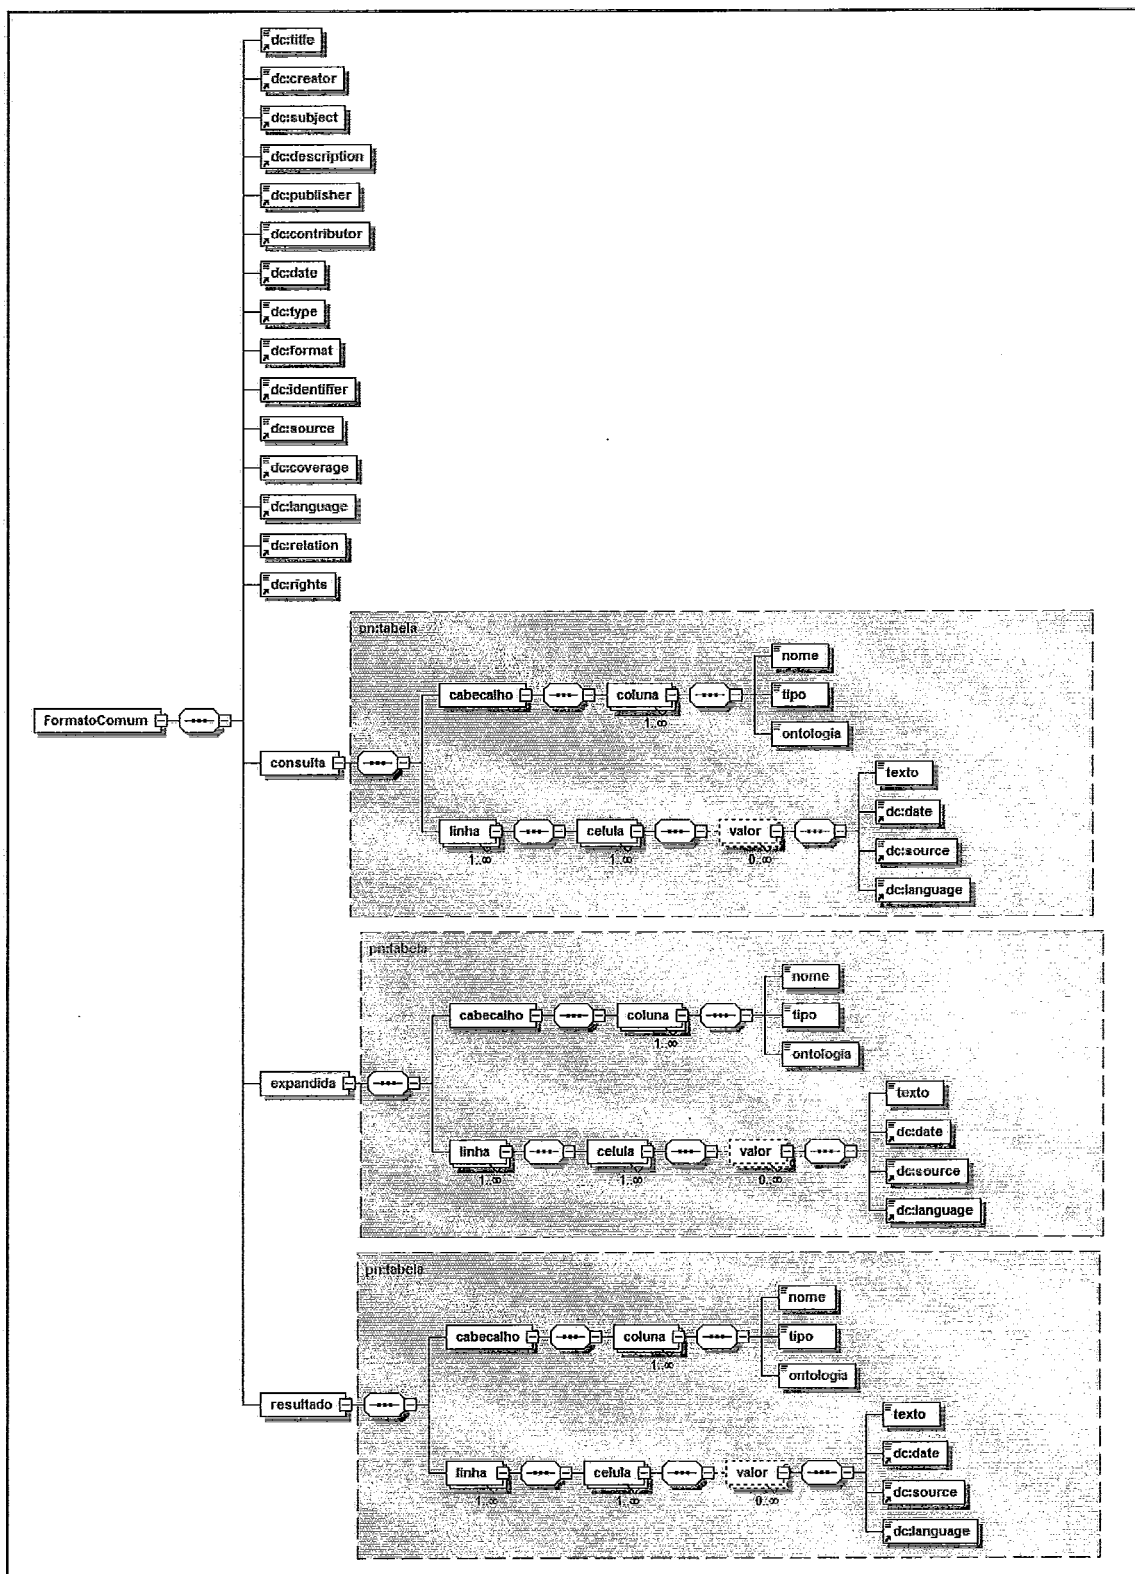 dc:title
dc:creator
dc:subject
dc:description
dc:publisher
dc:contributor
dc:date
dc:type
dc:format
dc:identifier
dc:source
dc:coverage
dc:language
dc:relation
dc:rights
FormatoComum
consulta
pn:tabela
cabecalho
coluna
1..∞
nome
tipo
ontologia
linha
1..∞
celula
1..∞
valor
0..∞
texto
dc:date
dc:source
dc:language
expandida
pn:tabela
cabecalho
coluna
1..∞
nome
tipo
ontologia
linha
1..∞
celula
1..∞
valor
0..∞
texto
dc:date
dc:source
dc:language
resultado
pn:tabela
cabecalho
coluna
1..∞
nome
tipo
ontologia
linha
1..∞
celula
1..∞
valor
0..∞
texto
dc:date
dc:source
dc:language